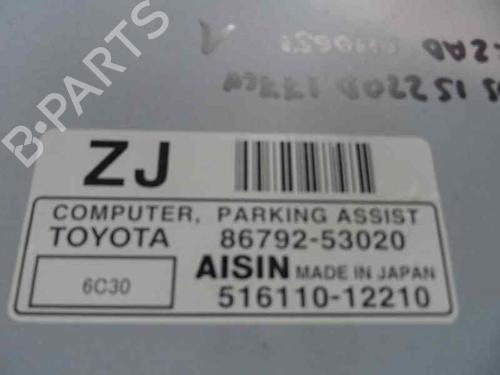 B-PARTS
ZJ
COMPUTER, PARKING ASSIST
TOYOTA 86792-53020
6C30
AISIN MADE IN JAPAN
516110-12210